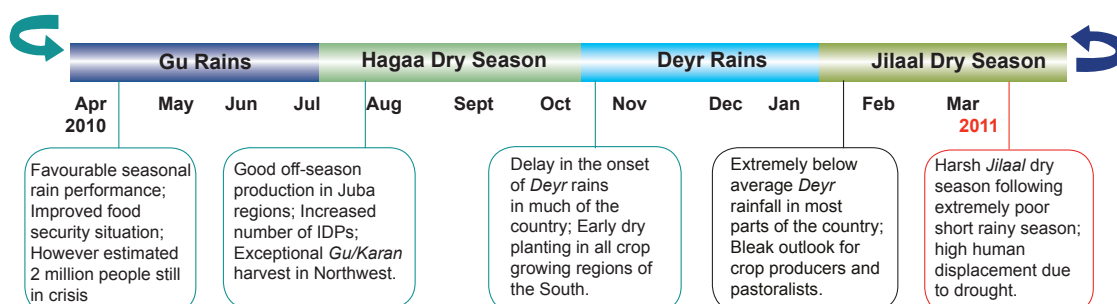 Gu Rains Hagaa Dry Season Deyr Rains Jilaal Dry Season
Apr May Jun Jul Aug Sept Oct Nov Dec Jan Feb Mar
2010 2011
Favourable seasonal
rain performance;
Improved food
security situation;
However estimated
2 million people still
in crisis
Good off-season
production in Juba
regions; Increased
number of IDPs;
Exceptional Gu/Karan
harvest in Northwest.
Delay in the onset
of Deyr rains
in much of the
country; Early dry
planting in all crop
growing regions of
the South.
Extremely below
average Deyr
rainfall in most
parts of the country;
Bleak outlook for
crop producers and
pastoralists.
Harsh Jilaal dry
season following
extremely poor
short rainy season;
high human
displacement due
to drought.